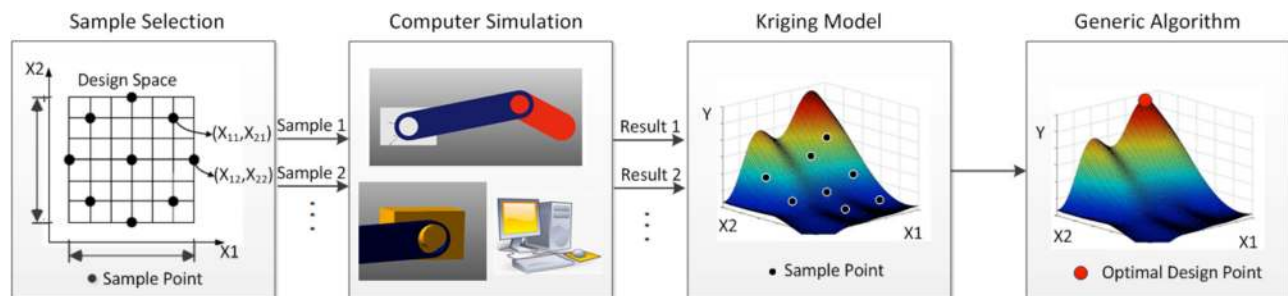 Sample Selection
Computer Simulation
Kriging Model
Generic Algorithm
X2
Design Space
(X11,X21)
(X12,X22)
X1
Sample Point
Sample 1
Sample 2
Result 1
Result 2
Y
X2
X1
Sample Point
Y
X2
X1
Optimal Design Point